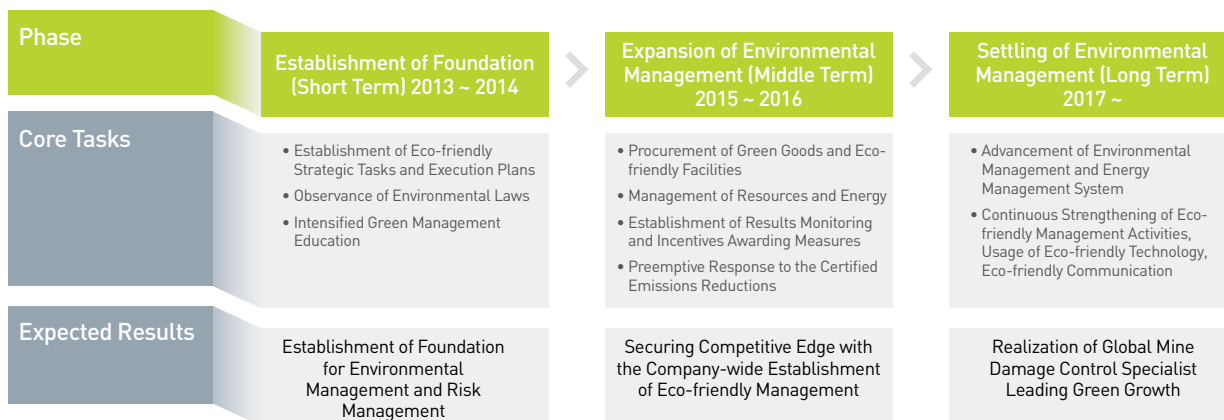 Phase
Establishment of Foundation
(Short Term) 2013 ~ 2014
Expansion of Environmental
Management (Middle Term)
2015 ~ 2016
Settling of Environmental
Management (Long Term)
2017 ~
Core Tasks
• Establishment of Eco-friendly
Strategic Tasks and Execution Plans
• Observance of Environmental Laws
• Intensified Green Management
Education
• Procurement of Green Goods and Eco-
friendly Facilities
• Management of Resources and Energy
• Establishment of Results Monitoring
and Incentives Awarding Measures
• Preemptive Response to the Certified
Emissions Reductions
• Advancement of Environmental
Management and Energy
Management System
• Continuous Strengthening of Eco-
friendly Management Activities,
Usage of Eco-friendly Technology,
Eco-friendly Communication
Expected Results
Establishment of Foundation
for Environmental
Management and Risk
Management
Securing Competitive Edge with
the Company-wide Establishment
of Eco-friendly Management
Realization of Global Mine
Damage Control Specialist
Leading Green Growth